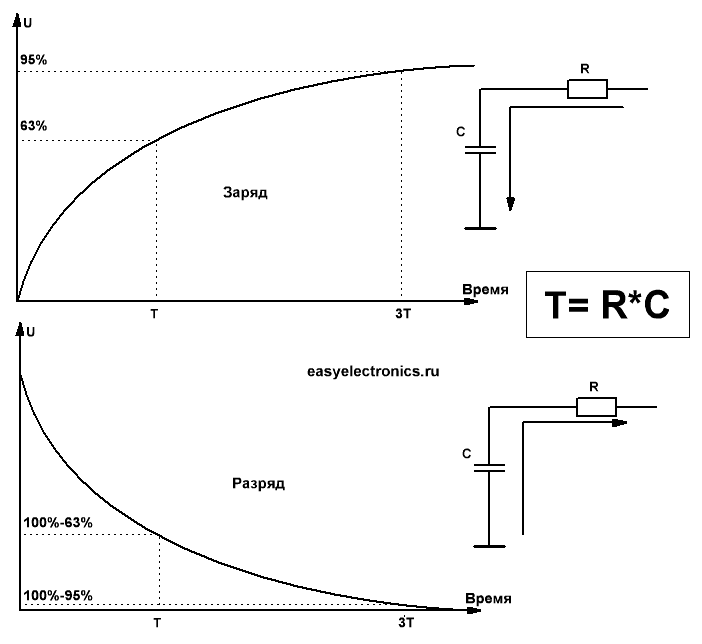 U
95%
R
63%
C
Заряд
Время
T
3T
T= R*C
U
easyelectronics.ru
R
C
Разряд
100%-63%
100%-95%
Время
T
3T